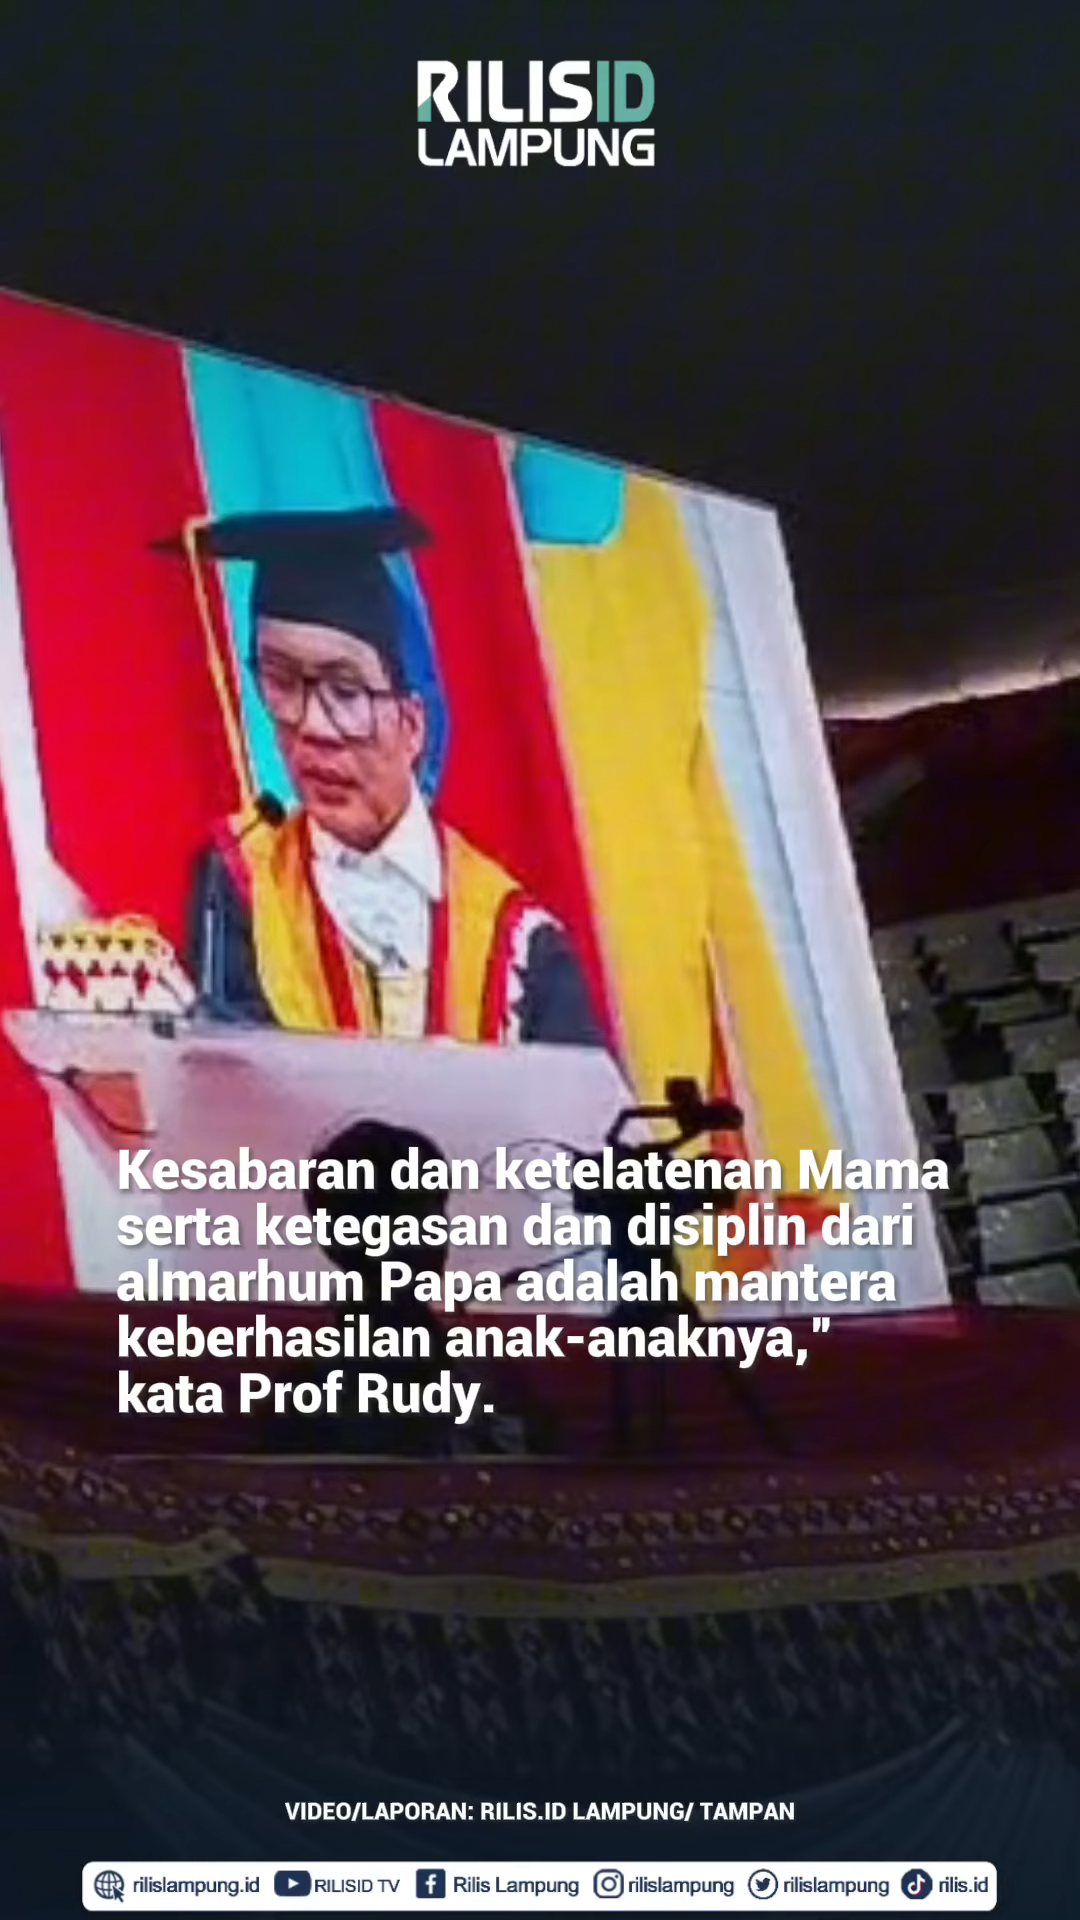 RILISID
LAMPUNG
Kesabaran dan ketelatenan Mama
serta ketegasan dan disiplin dari
almarhum Papa adalah mantera
keberhasilan anak-anaknya,"
kata Prof Rudy.
VIDEO/LAPORAN: RILIS.ID LAMPUNG/ TAMPAN
rilislampung.id RILISID TV Rilis Lampung rilislampung rilislampung rilis.id